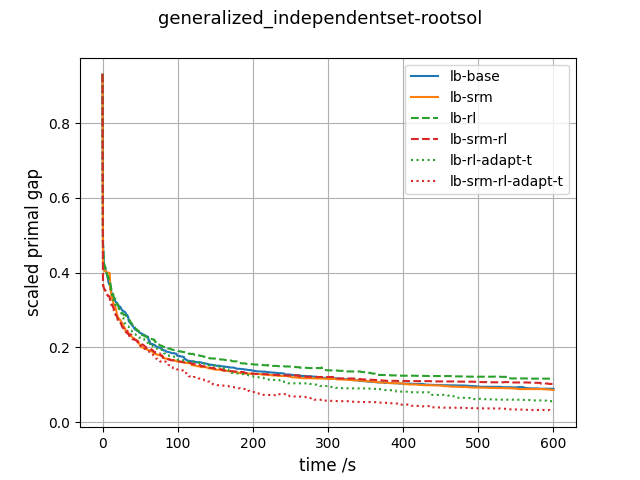 generalized_independentset-rootsol
lb-base
lb-srm
lb-rl
lb-srm-rl
lb-rl-adapt-t
lb-srm-rl-adapt-t
scaled primal gap
0.8
0.6
0.4
0.2
0.0
0 100 200 300 400 500 600
time /s